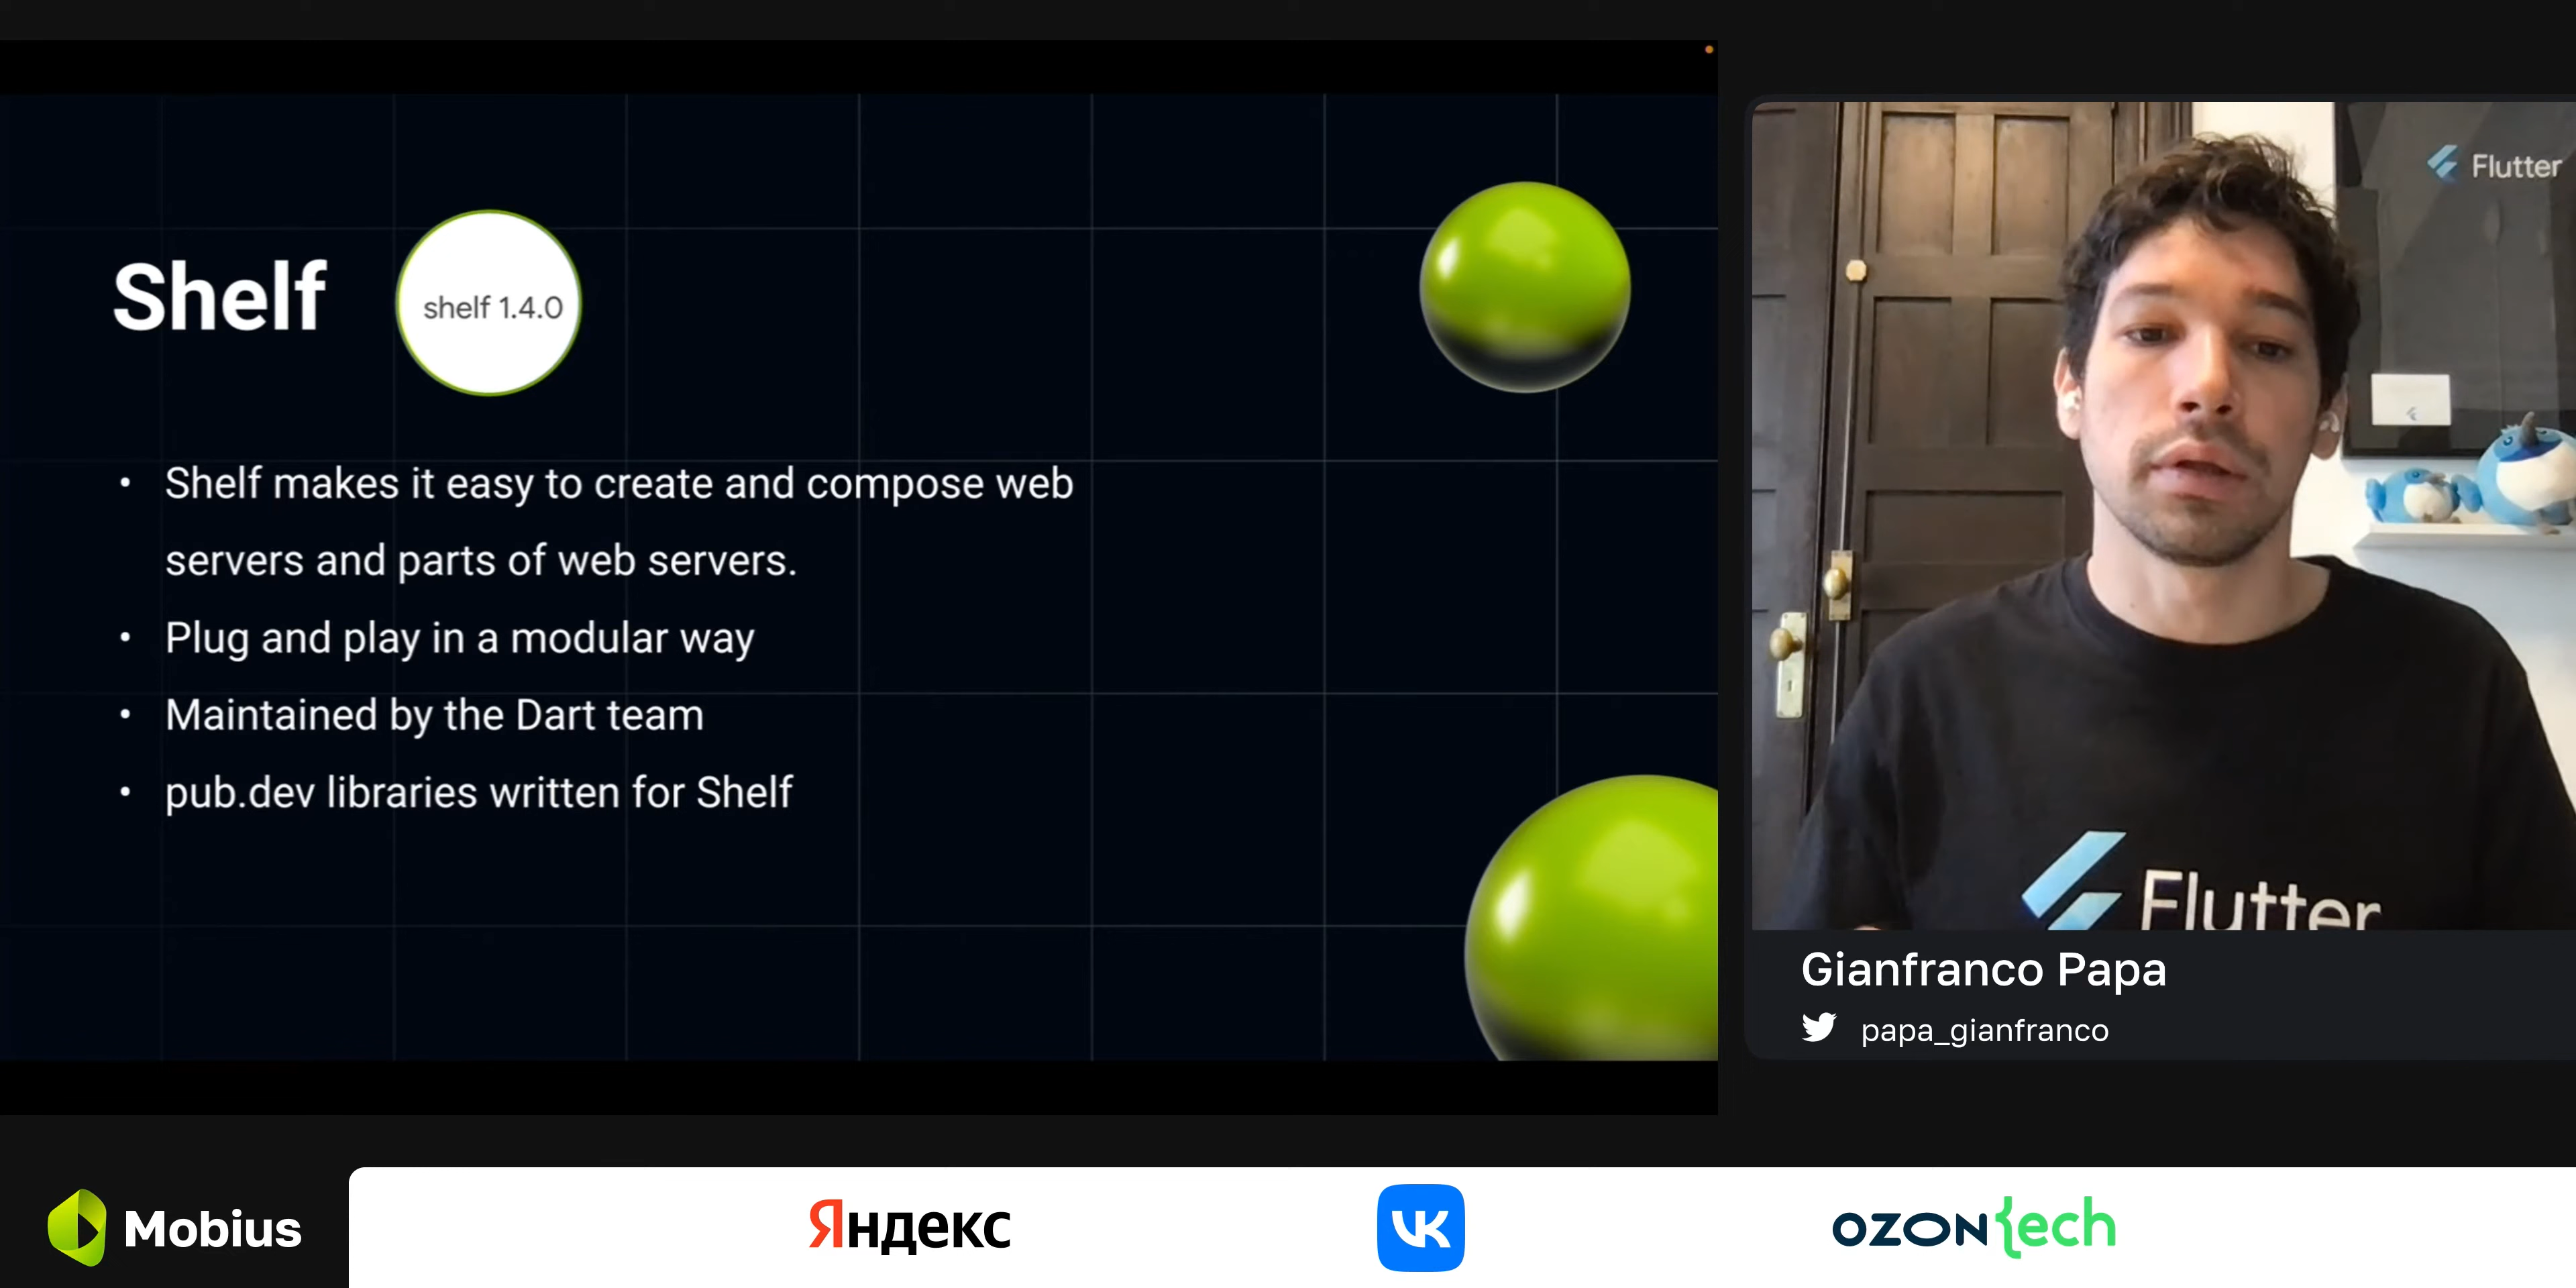 Shelf
shelf 1.4.0
• Shelf makes it easy to create and compose web
servers and parts of web servers.
• Plug and play in a modular way
• Maintained by the Dart team
• pub.dev libraries written for Shelf
Flutter
Flutter
Gianfranco Papa
papa_gianfranco
Mobius
Яндекс
VK
ozon{ech